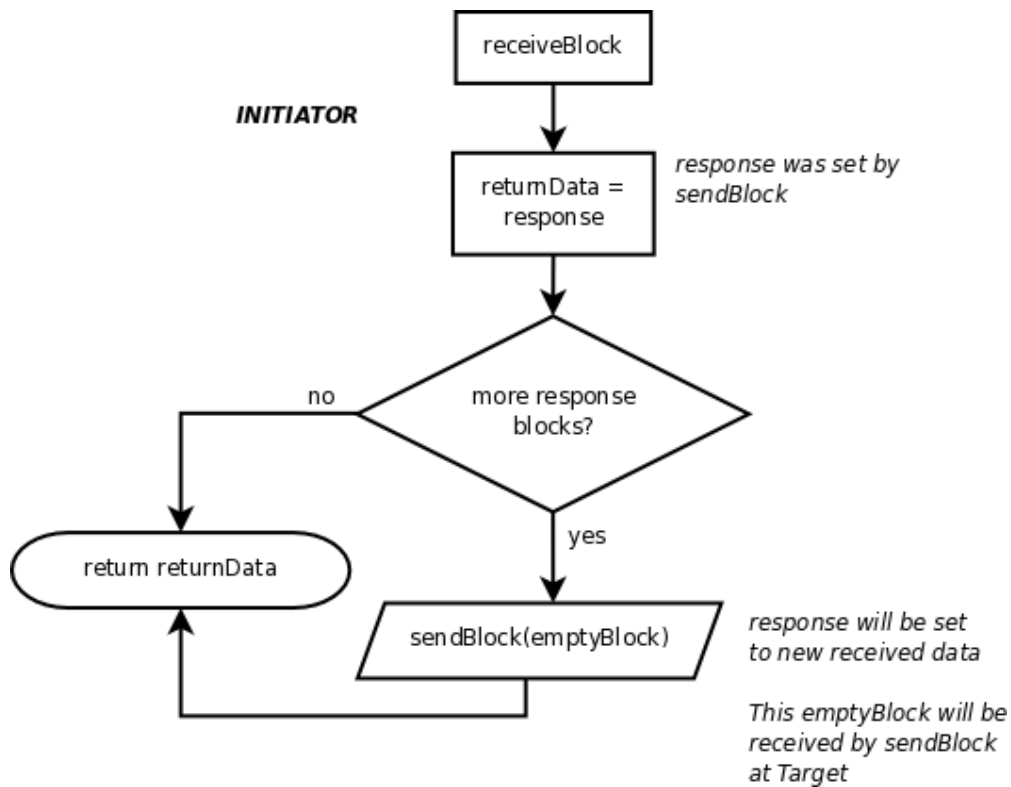 receiveBlock
INITIATOR
returnData =
response
response was set by
sendBlock
more response
blocks?
no
yes
return returnData
sendBlock(emptyBlock)
response will be set
to new received data
This emptyBlock will be
received by sendBlock
at Target